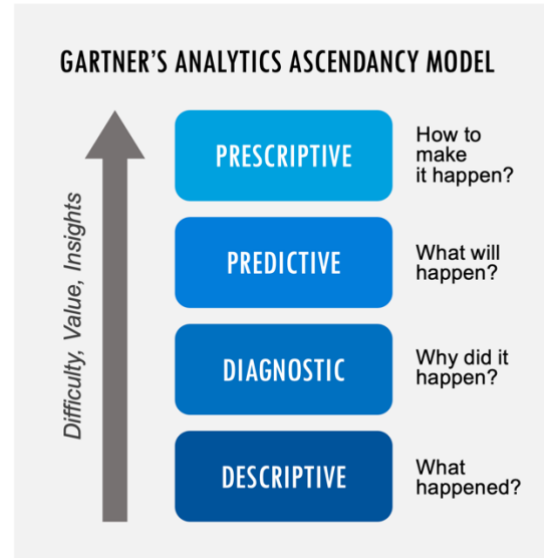 GARTNER'S ANALYTICS ASCENDANCY MODEL
Difficulty, Value, Insights
PRESCRIPTIVE
How to
make
it happen?
PREDICTIVE
What will
happen?
DIAGNOSTIC
Why did it
happen?
DESCRIPTIVE
What
happened?